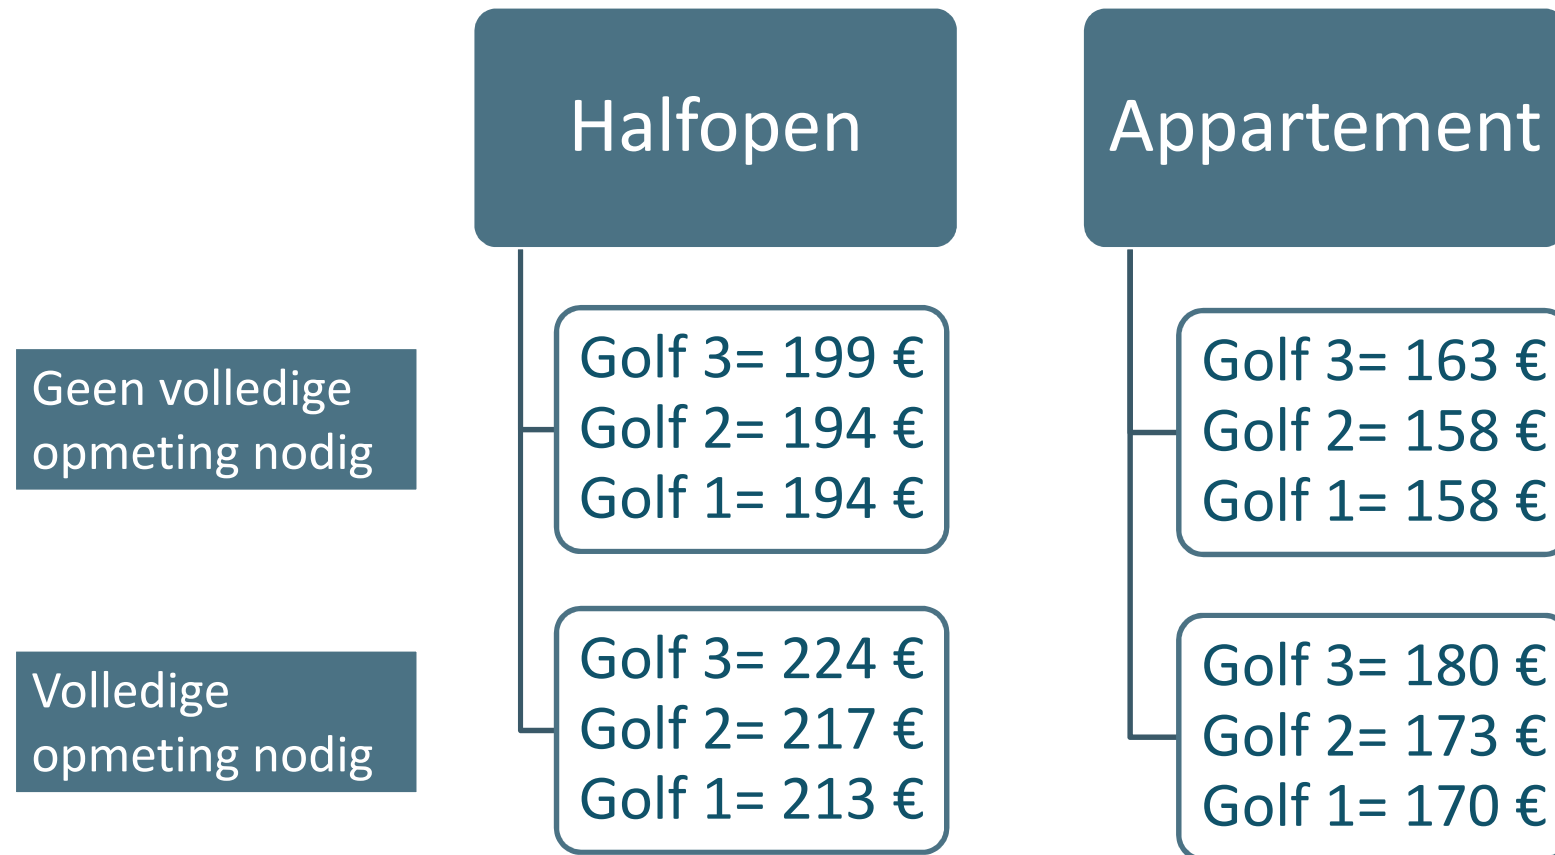 Halfopen
Appartement
Geen volledige
opmeting nodig
Golf 3= 199 €
Golf 2= 194 €
Golf 1= 194 €
Golf 3= 163 €
Golf 2= 158 €
Golf 1= 158 €
Volledige
opmeting nodig
Golf 3= 224 €
Golf 2= 217 €
Golf 1= 213 €
Golf 3= 180 €
Golf 2= 173 €
Golf 1= 170 €